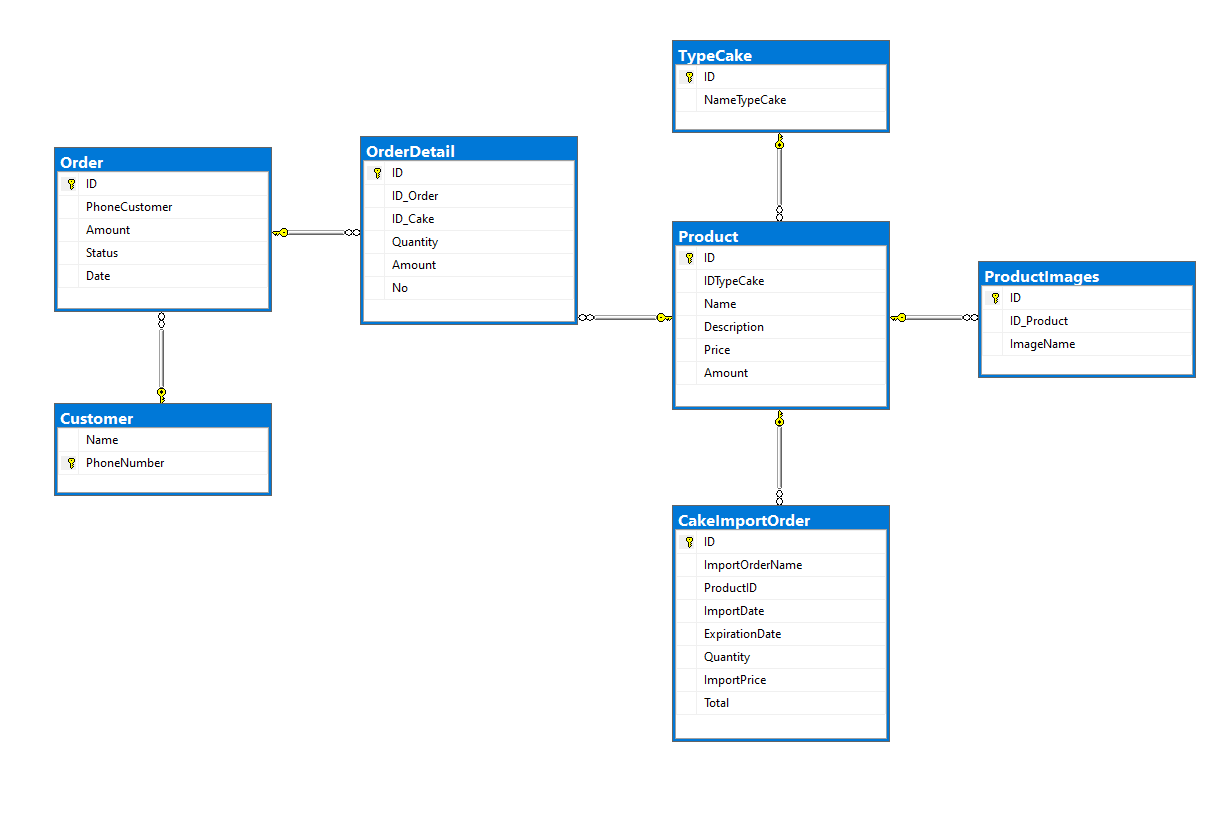 TypeCake
ID
NameTypeCake
Order
ID
PhoneCustomer
Amount
Status
Date
OrderDetail
ID
ID_Order
ID_Cake
Quantity
Amount
No
Product
ID
IDTypeCake
Name
Description
Price
Amount
ProductImages
ID
ID_Product
ImageName
Customer
Name
PhoneNumber
CakeImportOrder
ID
ImportOrderName
ProductID
ImportDate
ExpirationDate
Quantity
ImportPrice
Total